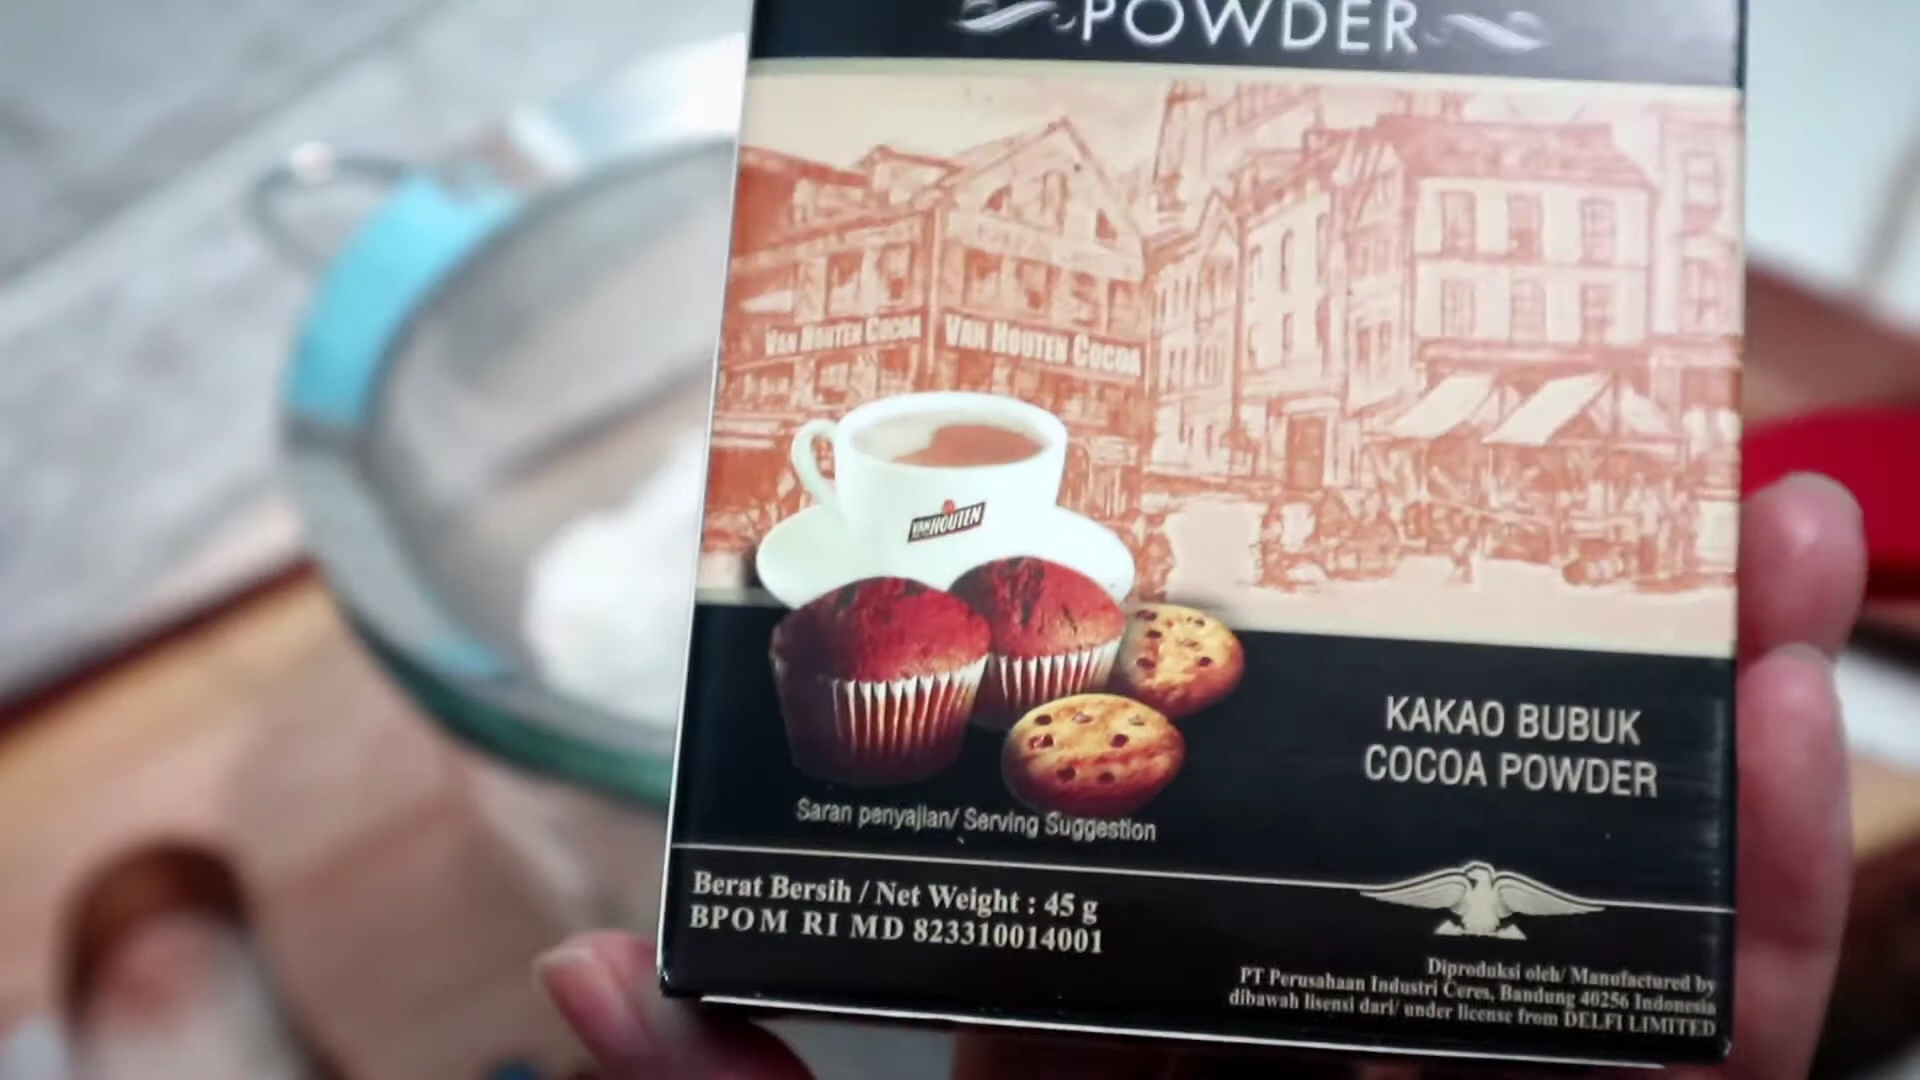 POWDER
VAN HOUTEN COCOA
VAN HOUTEN COCOA
VAN HOUTEN
KAKAO BUBUK
COCOA POWDER
Saran penyajian/ Serving Suggestion
Berat Bersih / Net Weight : 45 g
BPOM RI MD 823310014001
Diproduksi oleh/ Manufactured by
PT Perusahaan Industri Ceres, Bandung 40256 Indonesia
dibawah lisensi dari/ under license from DELFI LIMITED